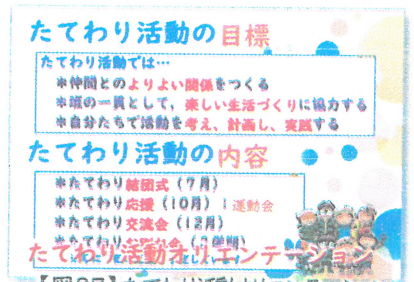 たてわり活動の目標
たてわり活動では…
*仲間とのよりよい関係をつくる
*班の一員として、楽しい生活づくりに協力する
*自分たちで活動を考え、計画し、実践する
たてわり活動の内容
*たてわり結団式(7月)
*たてわり応援(10月):運動会
*たてわり交流会(12月)
*たてわり
たてわり活動オリエンテーション